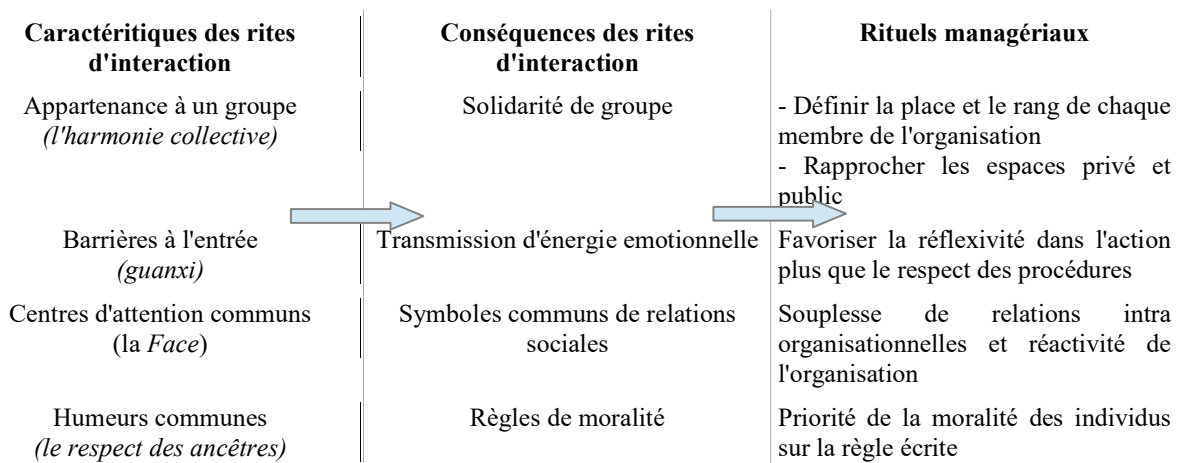 Caractéritiques des rites
d'interaction
Conséquences des rites
d'interaction
Rituels managériaux
Appartenance à un groupe
(l'harmonie collective)
Solidarité de groupe
- Définir la place et le rang de chaque
membre de l'organisation
- Rapprocher les espaces privé et
public
Barrières à l'entrée
(guanxi)
Transmission d'énergie emotionnelle
Favoriser la réflexivité dans l'action
plus que le respect des procédures
Centres d'attention communs
(la Face)
Symboles communs de relations
sociales
Souplesse de relations intra
organisationnelles et réactivité de
l'organisation
Humeurs communes
(le respect des ancêtres)
Règles de moralité
Priorité de la moralité des individus
sur la règle écrite